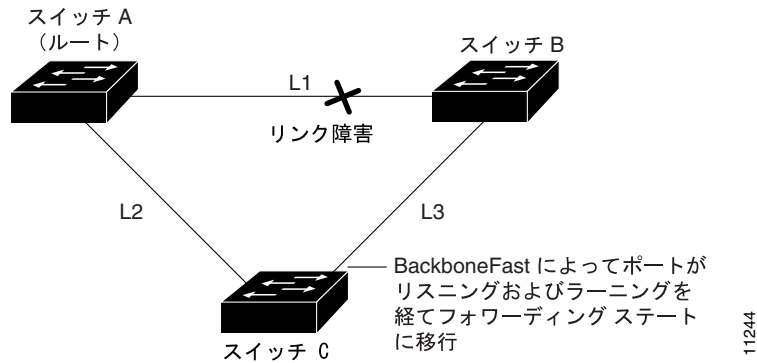 スイッチ A
（ルート）
スイッチ B
L1
リンク障害
L2
L3
BackboneFast によってポートが
リスニングおよびラーニングを
経てフォワーディング ステート
に移行
スイッチ C
11244